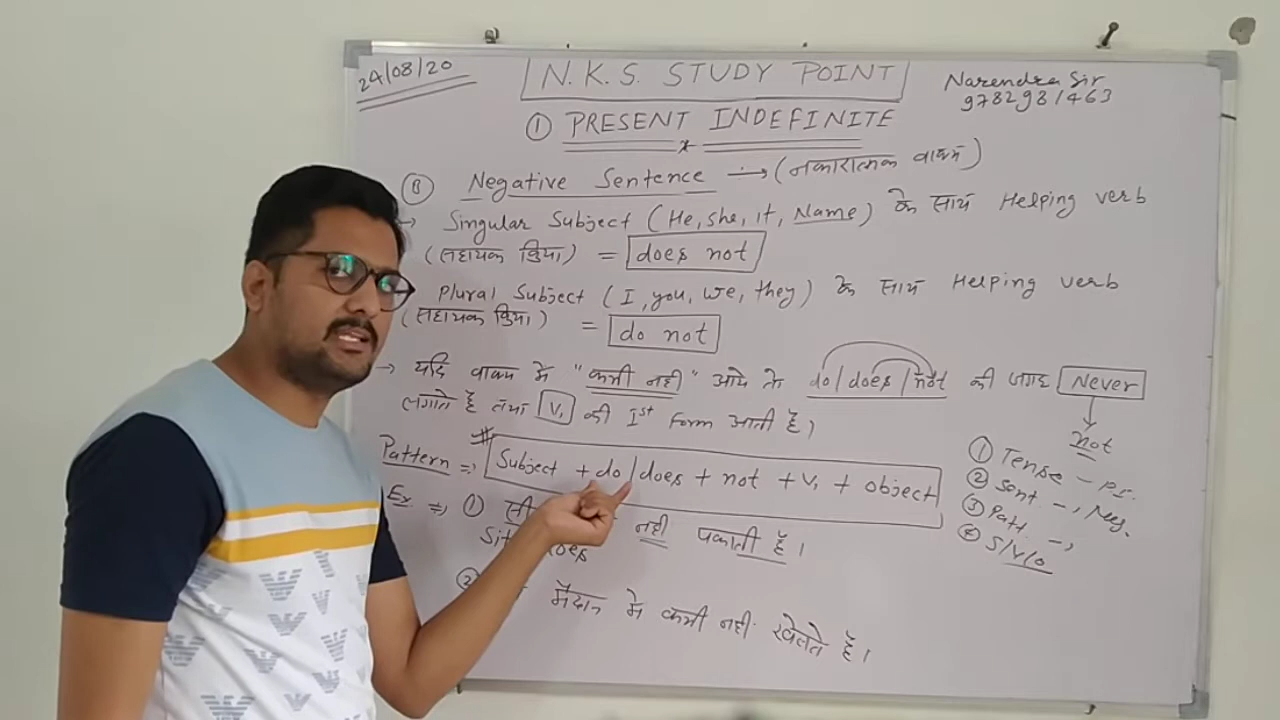 24/08/20
N.K.S. STUDY POINT
Narendra Sir
9782981463
① PRESENT INDEFINITE
Ⓑ Negative Sentence → (नकारात्मक वाक्य)
→ Singular Subject (He, she, it, Name) के साथ Helping verb
(सहायक क्रिया) = does not
Plural Subject (I, you, we, they) के साथ Helping verb
(सहायक क्रिया) = do not
→ यदि वाक्य मे "कभी नही" आये तो do/does/not की जगह Never
लगाते हैं तथा V₁ की Ist Form आती हैं।
not
Pattern ⇒ Subject + do/does + not + V₁ + object
① Tense - P.I.
② Sent. -, Neg.
③ Patt. -,
④ S/V/O
Ex. ⇒ ① नही पकाती हैं।
does
② मैदान मे कभी नही खेलते हैं।